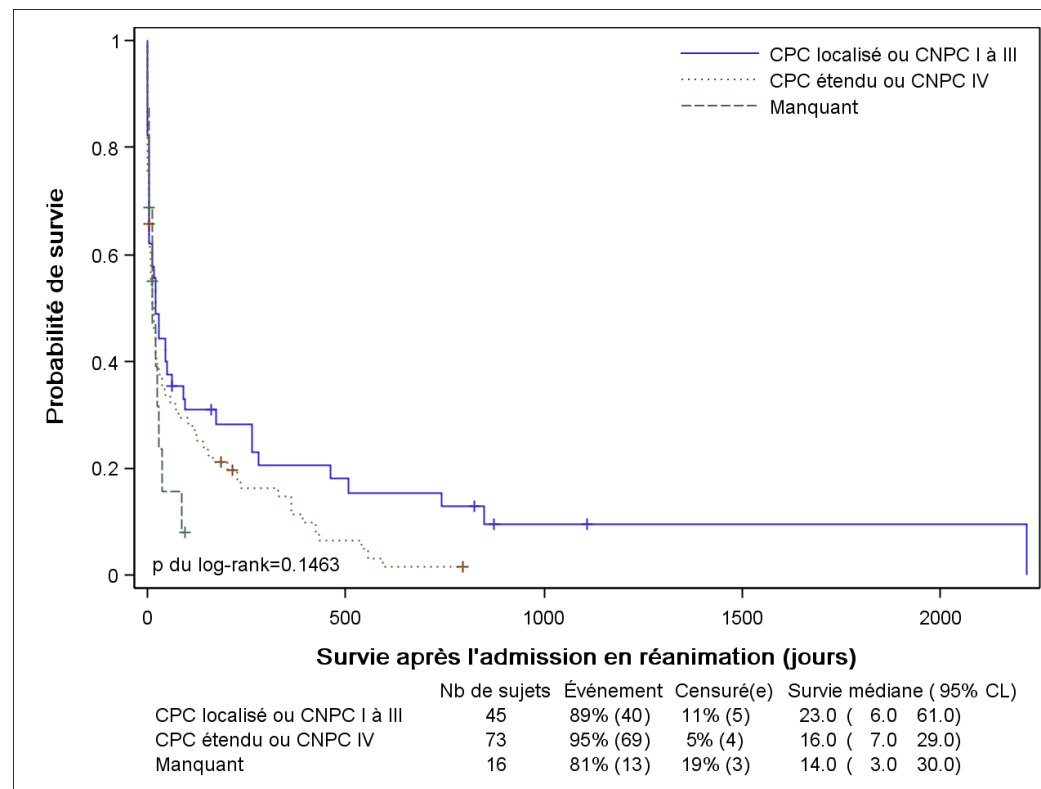 CPC localisé ou CNPC I à III
CPC étendu ou CNPC IV
Manquant
1
0.8
0.6
0.4
0.2
0
Probabilité de survie
p du log-rank=0.1463
0 500 1000 1500 2000
Survie après l'admission en réanimation (jours)
Nb de sujets Événement Censuré(e) Survie médiane ( 95% CL)
CPC localisé ou CNPC I à III 45 89% (40) 11% (5) 23.0 ( 6.0 61.0)
CPC étendu ou CNPC IV 73 95% (69) 5% (4) 16.0 ( 7.0 29.0)
Manquant 16 81% (13) 19% (3) 14.0 ( 3.0 30.0)